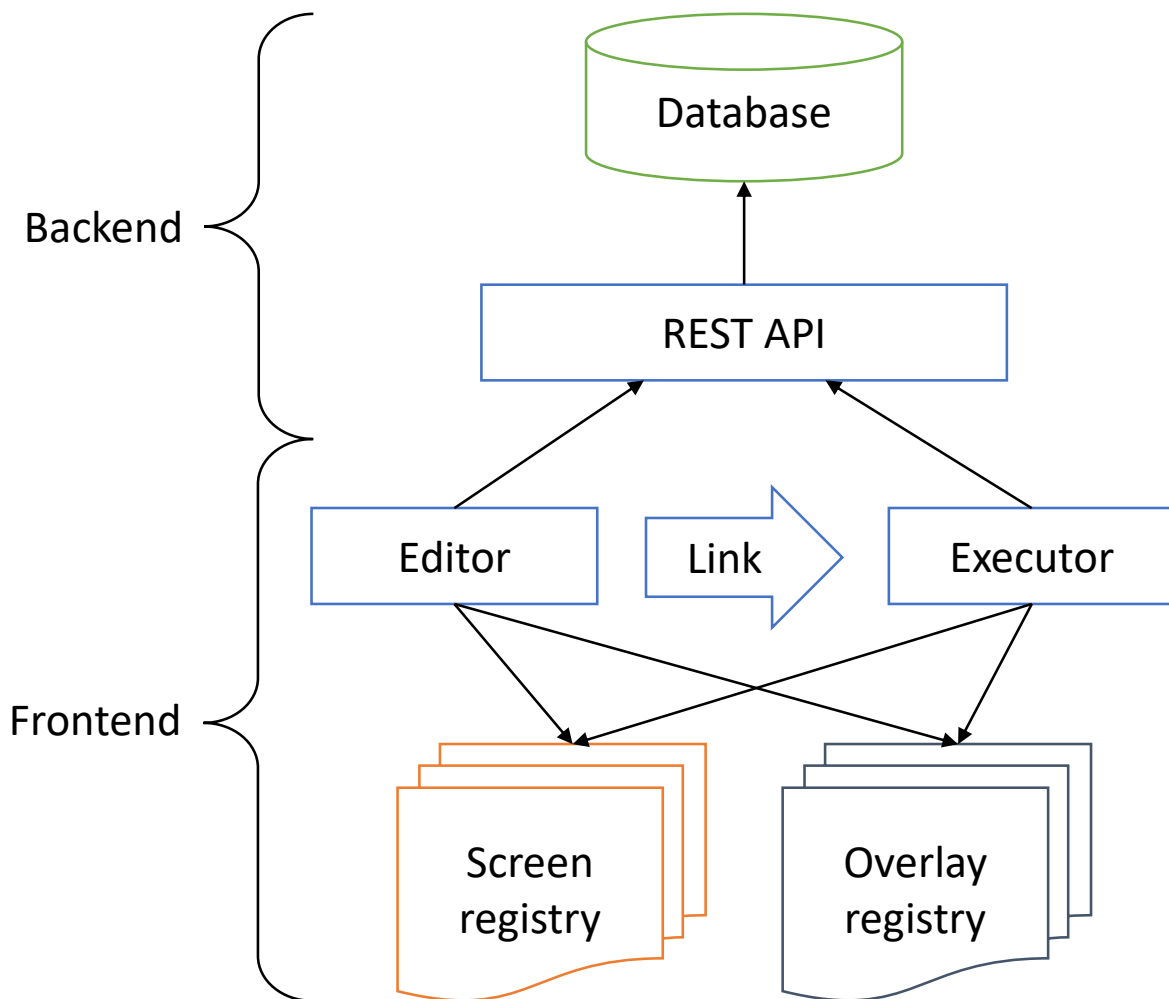 Database
Backend
REST API
Editor
Link
Executor
Frontend
Screen
registry
Overlay
registry